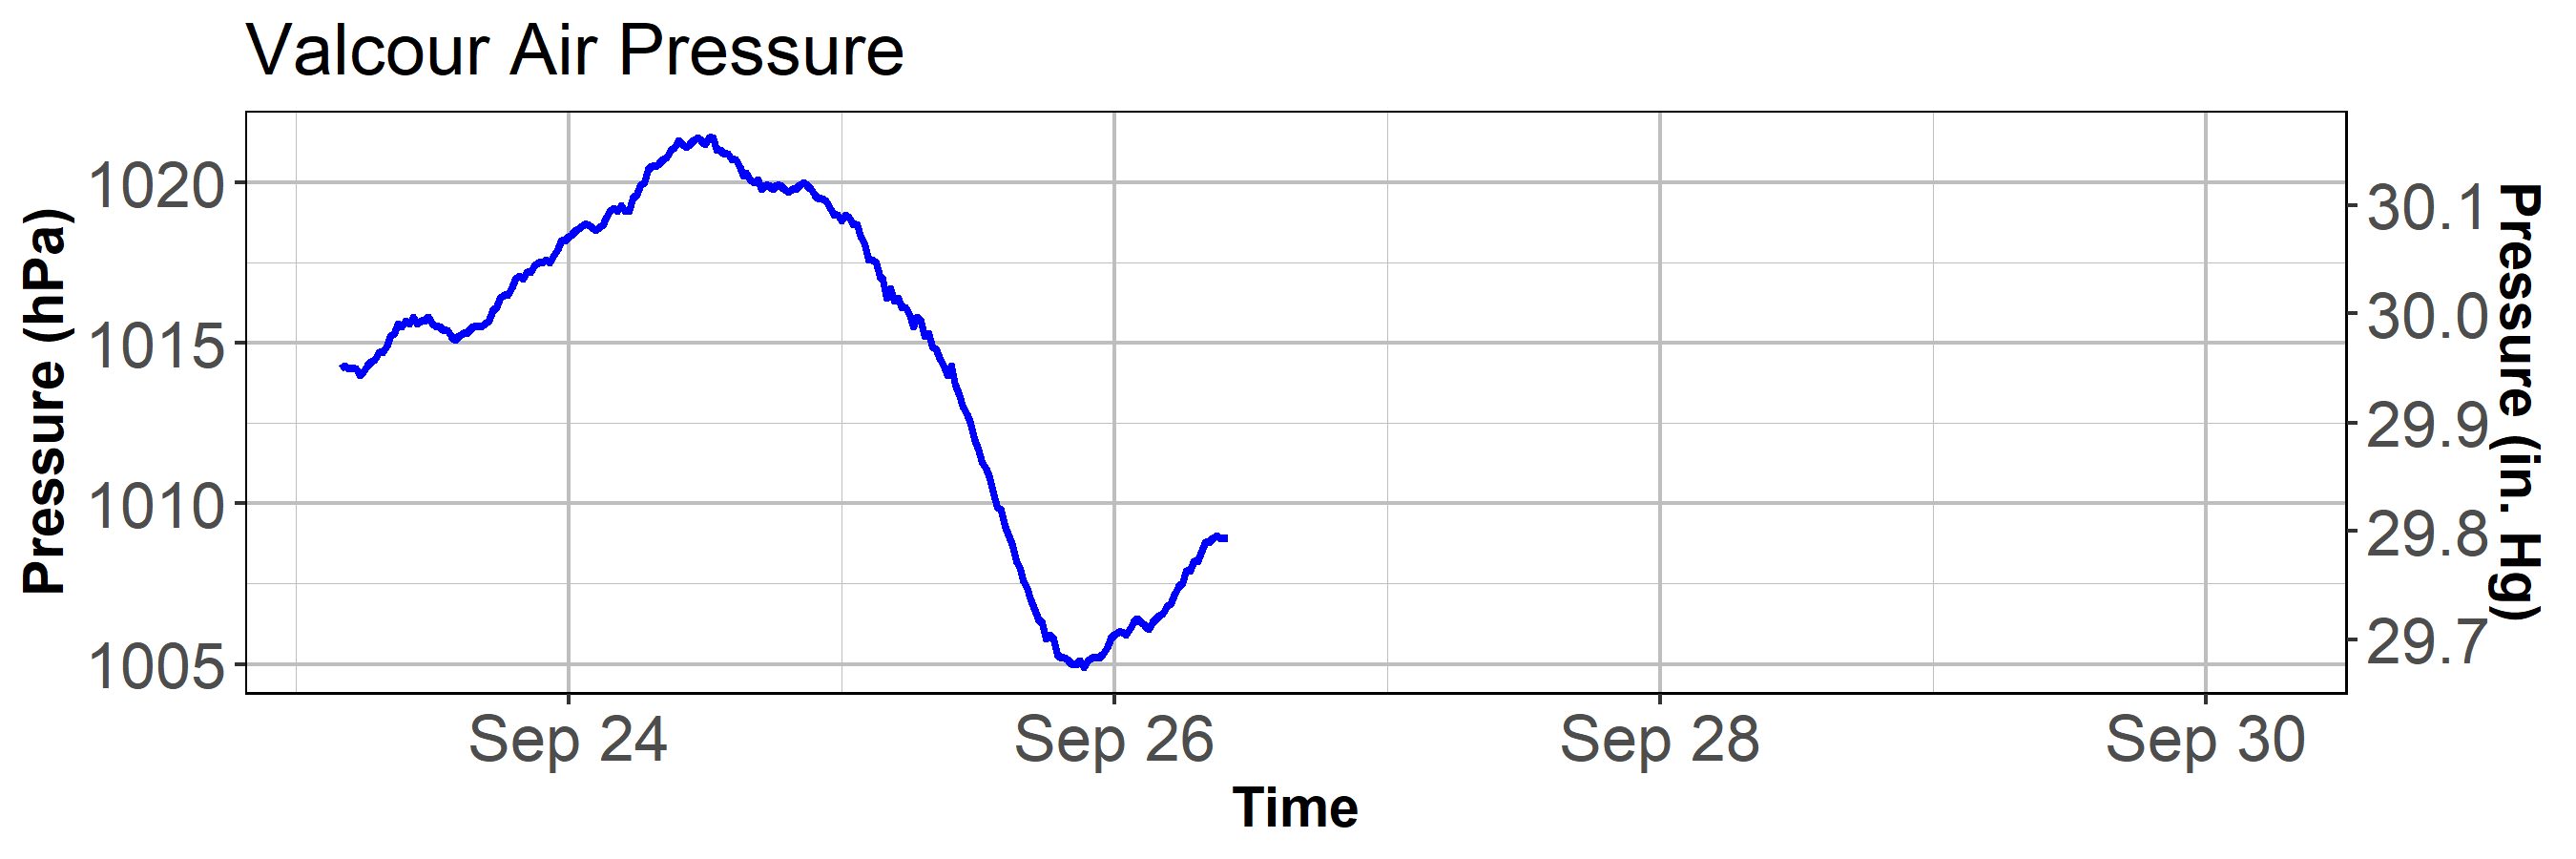 Valcour Air Pressure
Pressure (hPa)
1020
1015
1010
1005
30.1
30.0
29.9
29.8
29.7
Pressure (in. Hg)
Sep 24
Sep 26
Sep 28
Sep 30
Time